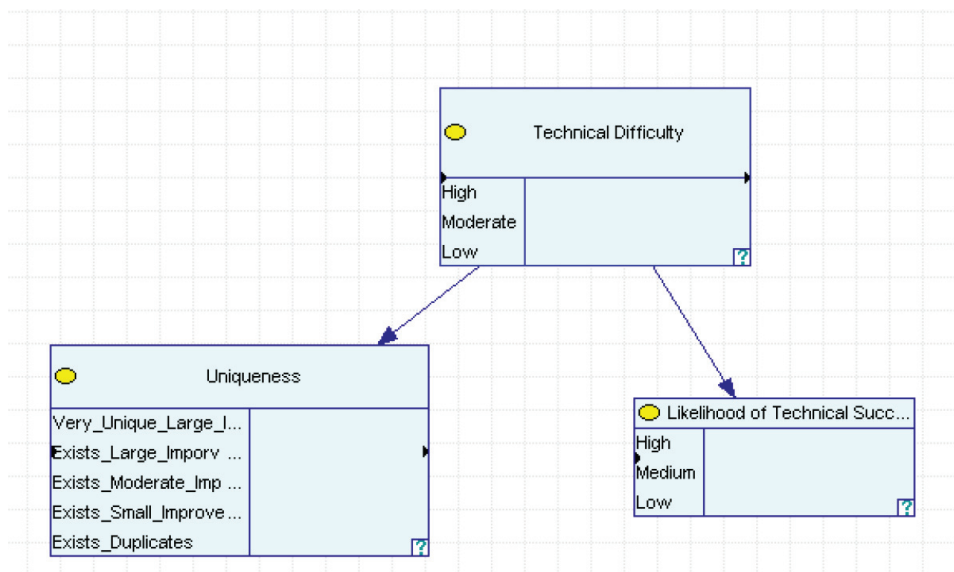 Technical Difficulty
High
Moderate
Low
?
Uniqueness
Very_Unique_Large_I...
Exists_Large_Imporv ...
Exists_Moderate_Imp ...
Exists_Small_Improve ...
Exists_Duplicates
?
Likelihood of Technical Succ...
High
Medium
Low
?